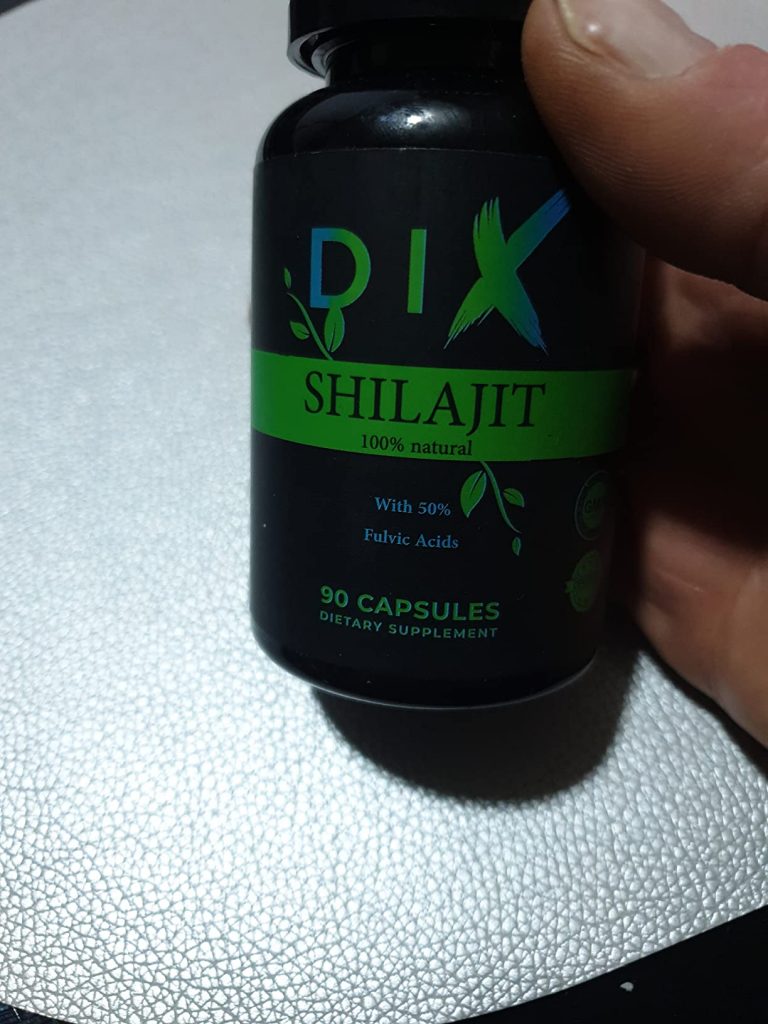 DIX
SHILAJIT
100% natural
With 50%
Fulvic Acids
90 CAPSULES
DIETARY SUPPLEMENT